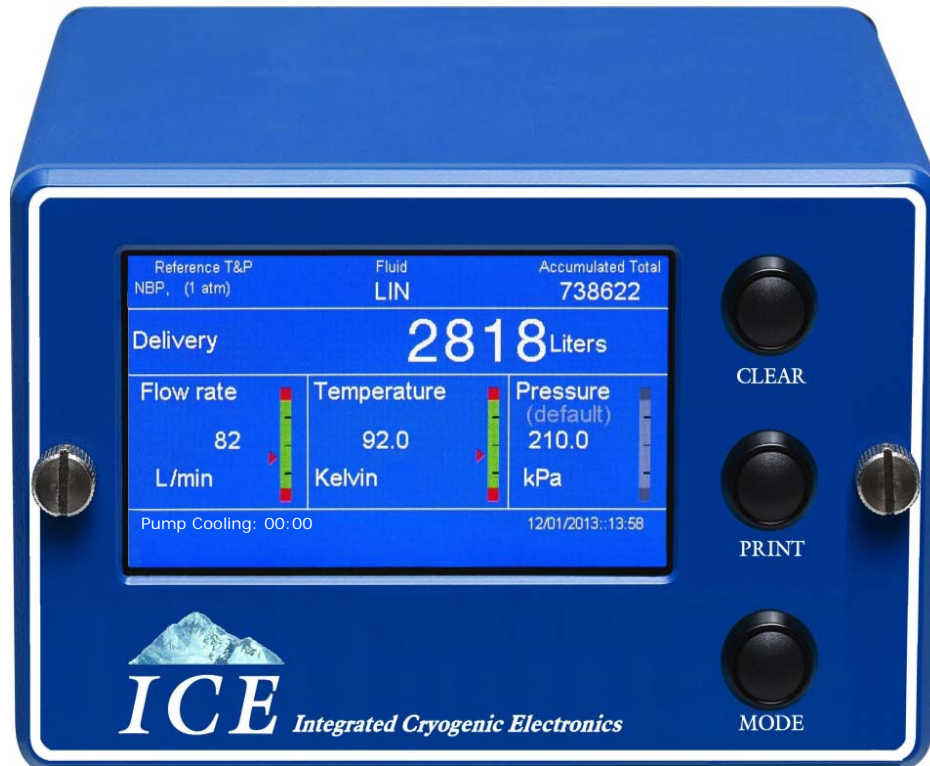 Reference T&P Fluid Accumulated Total
NBP, (1 atm) LIN 738622
Delivery 2818 Liters
Flow rate Temperature Pressure
(default)
82 92.0 210.0
L/min Kelvin kPa
Pump Cooling: 00:00 12/01/2013::13:58
CLEAR
PRINT
MODE
ICE Integrated Cryogenic Electronics